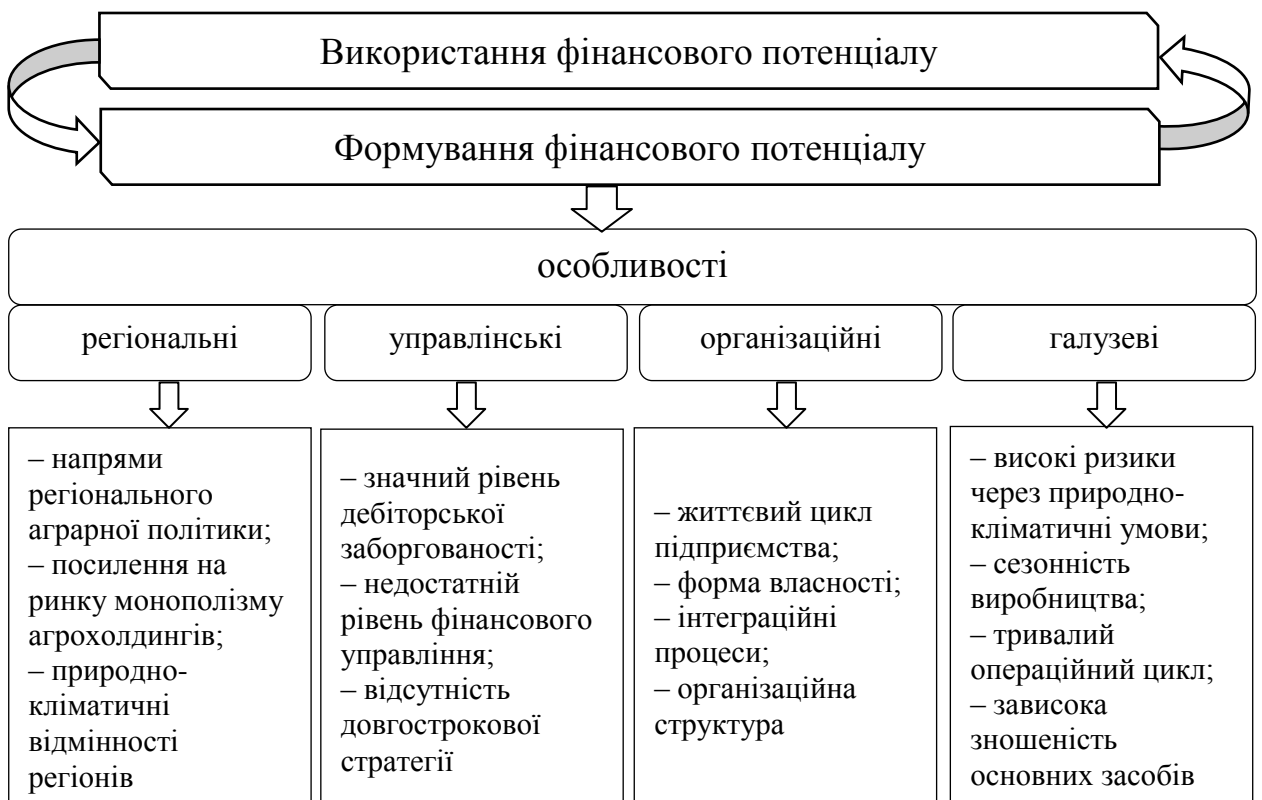 Використання фінансового потенціалу
Формування фінансового потенціалу
особливості
регіональні
управлінські
організаційні
галузеві
– напрями
регіонального
аграрної політики;
– посилення на
ринку монополізму
агрохолдингів;
– природно-
кліматичні
відмінності
регіонів
– значний рівень
дебіторської
заборгованості;
– недостатній
рівень фінансового
управління;
– відсутність
довгострокової
стратегії
– життєвий цикл
підприємства;
– форма власності;
– інтеграційні
процеси;
– організаційна
структура
– високі ризики
через природно-
кліматичні умови;
– сезонність
виробництва;
– тривалий
операційний цикл;
– зависока
зношеність
основних засобів